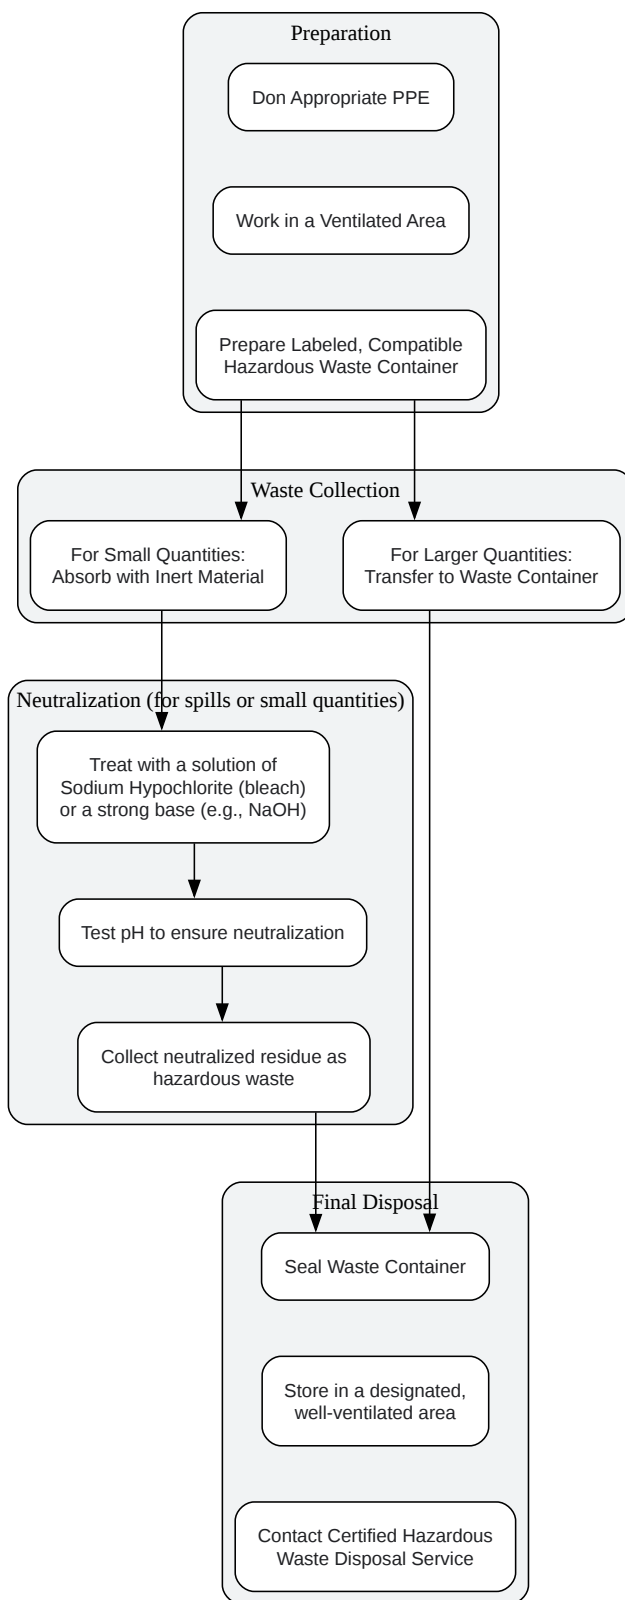 Preparation
Don Appropriate PPE
Work in a Ventilated Area
Prepare Labeled, Compatible
Hazardous Waste Container
Waste Collection
For Small Quantities:
Absorb with Inert Material
For Larger Quantities:
Transfer to Waste Container
Neutralization (for spills or small quantities)
Treat with a solution of
Sodium Hypochlorite (bleach)
or a strong base (e.g., NaOH)
Test pH to ensure neutralization
Collect neutralized residue as
hazardous waste
Final Disposal
Seal Waste Container
Store in a designated,
well-ventilated area
Contact Certified Hazardous
Waste Disposal Service